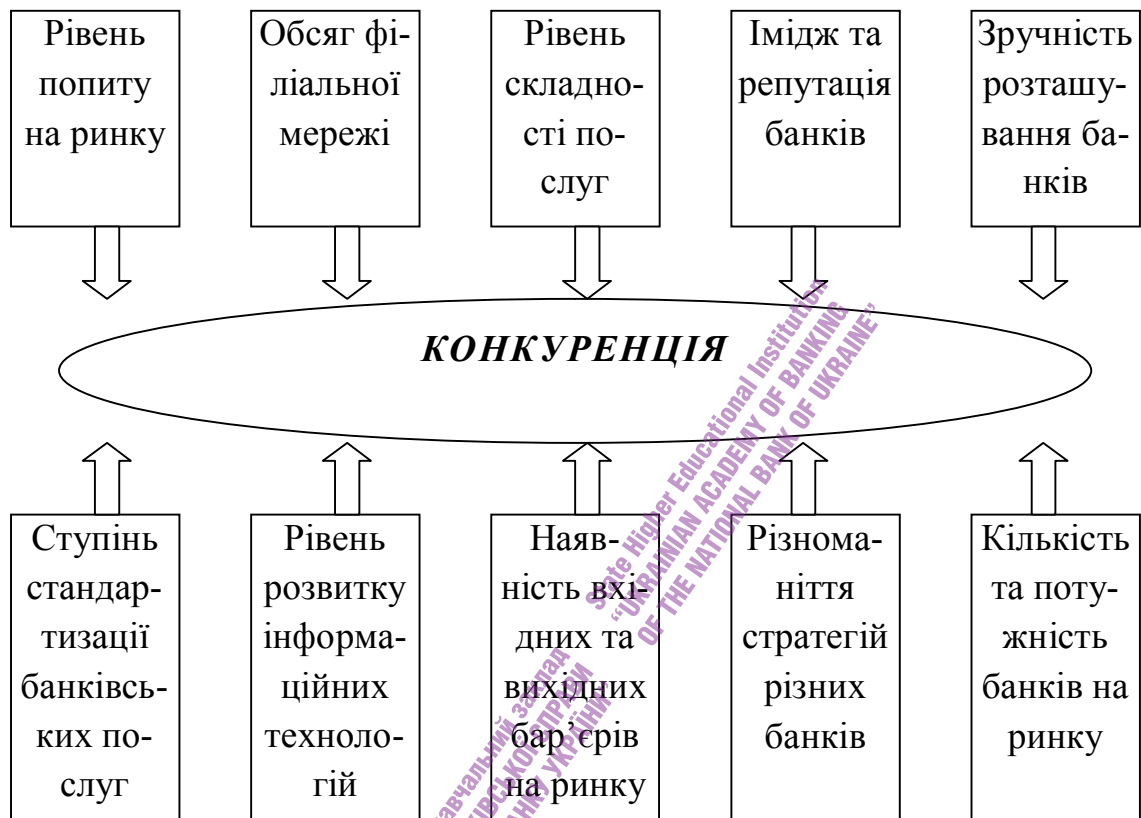 Рівень
попиту
на ринку
Обсяг фі-
ліальної
мережі
Рівень
складно-
сті по-
слуг
Імідж та
репутація
банків
Зручність
розташу-
вання ба-
нків
КОНКУРЕНЦІЯ
Ступінь
стандар-
тизації
банківсь-
ких по-
слуг
Рівень
розвитку
інформа-
ційних
техноло-
гій
Наяв-
ність вхі-
дних та
вихідних
бар’єрів
на ринку
Різнома-
ніття
стратегій
різних
банків
Кількість
та поту-
жність
банків на
ринку
State Higher Educational Institution
“UKRAINIAN ACADEMY OF BANKING
OF THE NATIONAL BANK OF UKRAINE”
заклад
СПРАВИ
УКРАЇНИ”